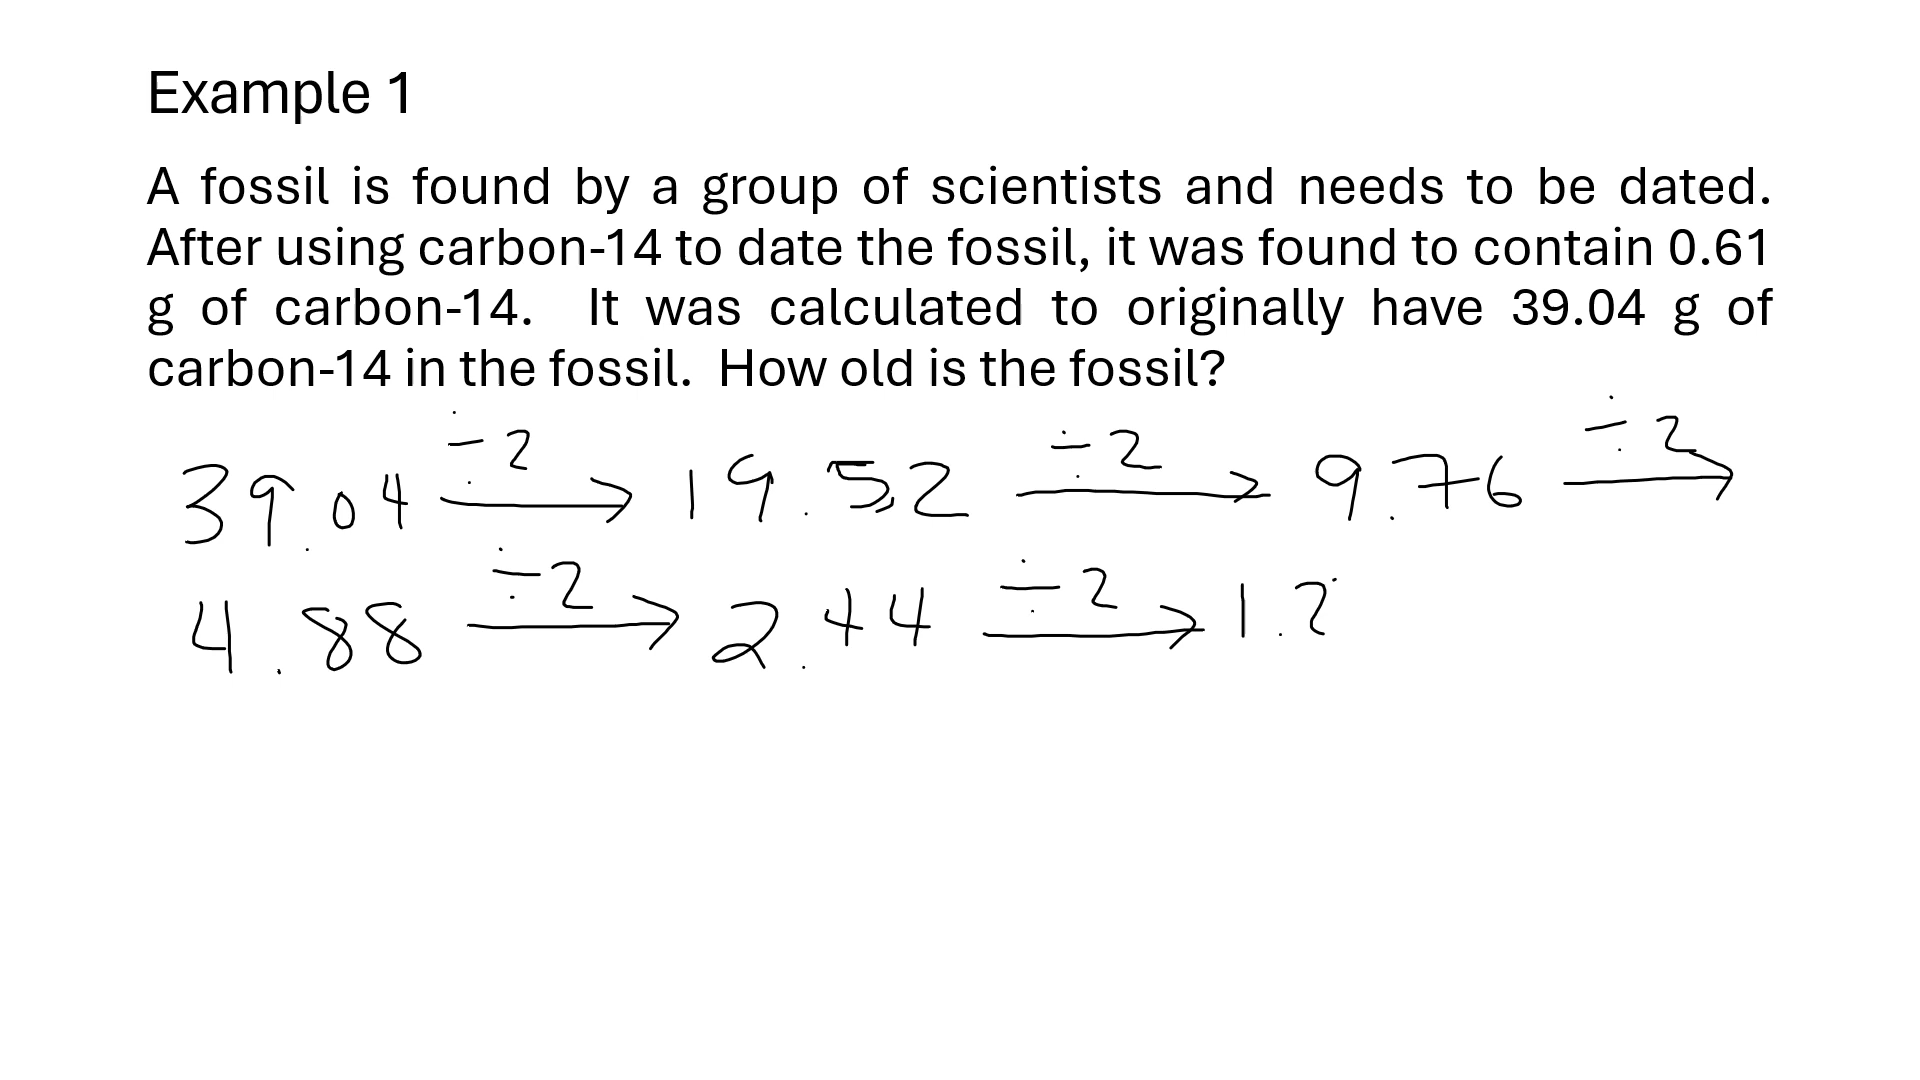 Example 1
A fossil is found by a group of scientists and needs to be dated.
After using carbon-14 to date the fossil, it was found to contain 0.61
g of carbon-14. It was calculated to originally have 39.04 g of
carbon-14 in the fossil. How old is the fossil?
39.04 ÷2→ 19.52 ÷2→ 9.76 ÷2→
4.88 ÷2→ 2.44 ÷2→ 1.2